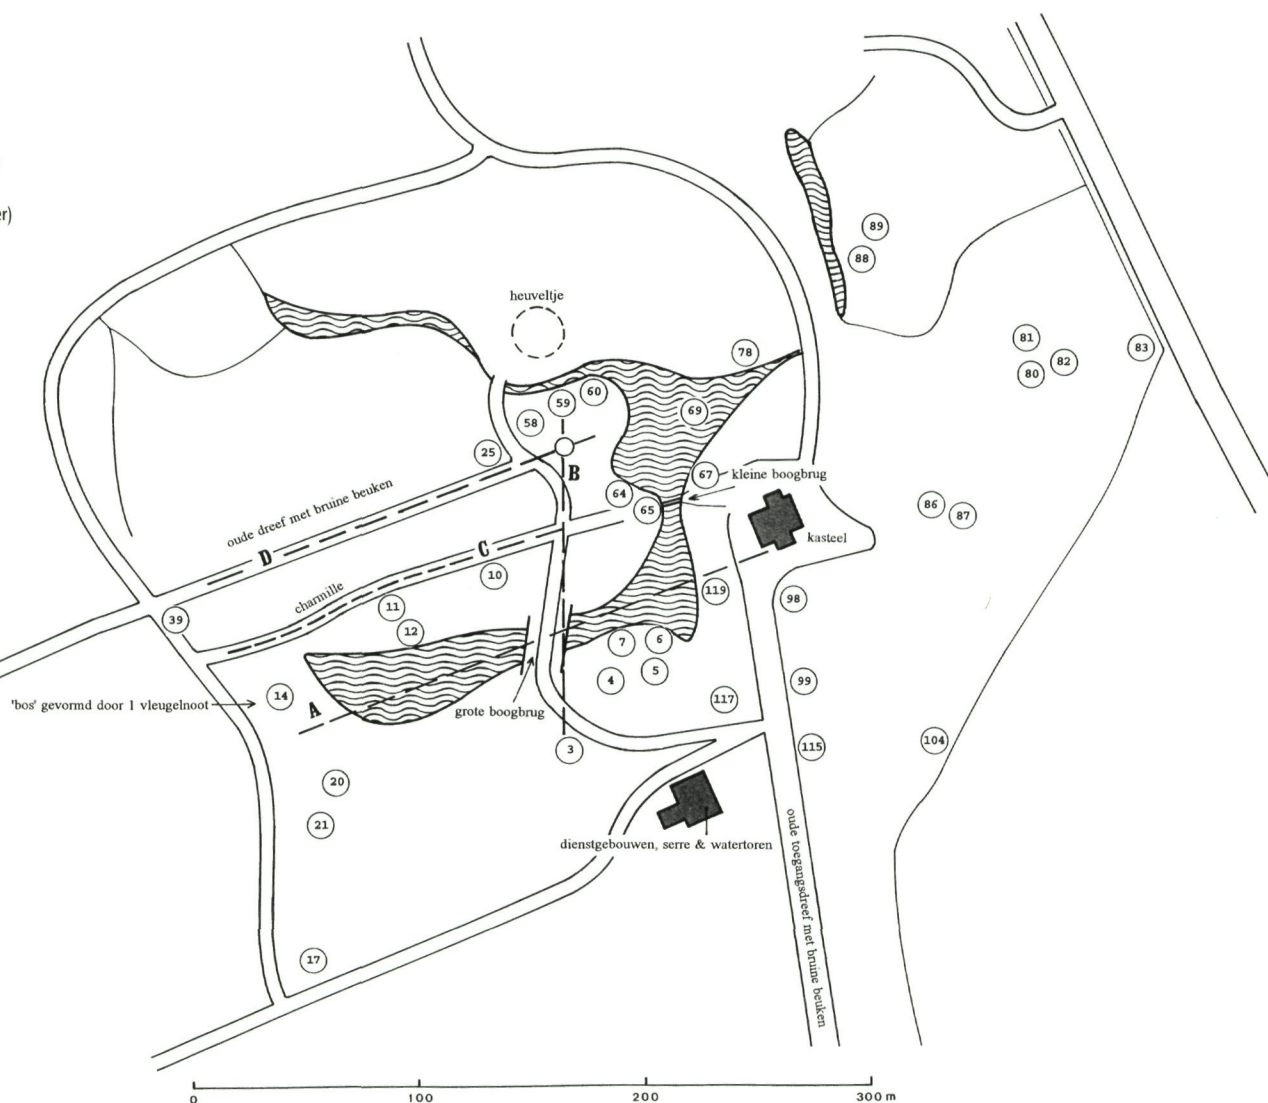 er)
89
88
heuveltje
81
82
83
80
78
60
59
69
58
25
B
67
kleine boogbrug
64
65
86
87
oude dreef met bruine beuken
D
kasteel
C
10
charmille
119
98
11
39
12
7
6
5
4
99
14
'bos' gevormd door 1 vleugelnoot
A
grote boogbrug
117
3
115
104
20
21
dienstgebouwen, serre & watertoren
oude toegangsdreef met bruine beuken
17
0 100 200 300 m